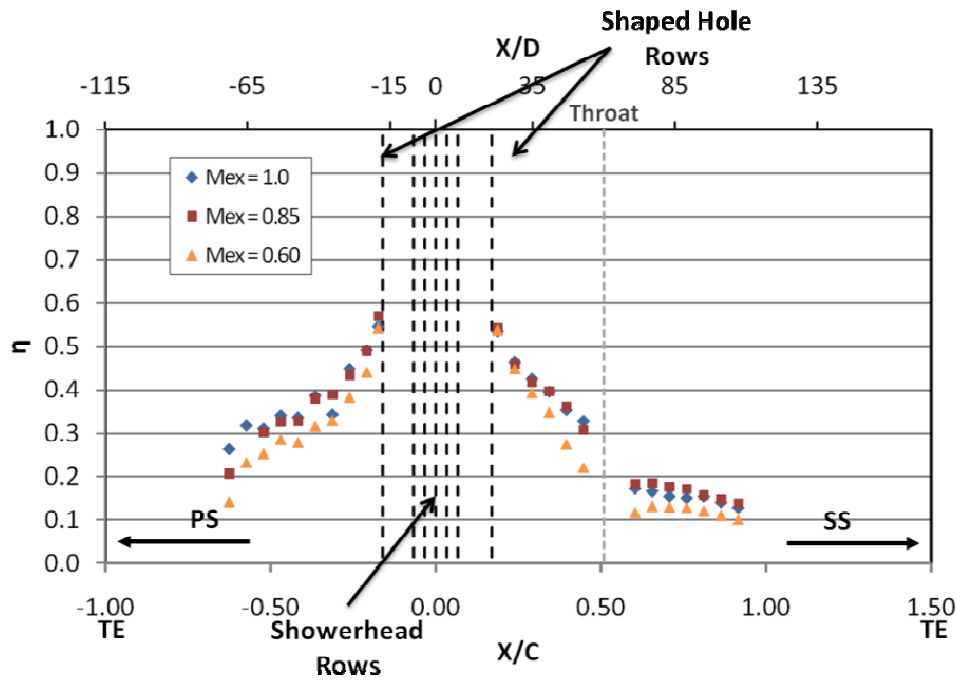 Shaped Hole
Rows
X/D
-115 -65 -15 0 35 85 135
Throat
1.0
0.9
0.8
0.7
0.6
0.5
0.4
0.3
0.2
0.1
0.0
η
Mex = 1.0
Mex = 0.85
Mex = 0.60
PS
SS
-1.00 -0.50 0.00 0.50 1.00 1.50
TE
Showerhead
Rows
X/C
TE